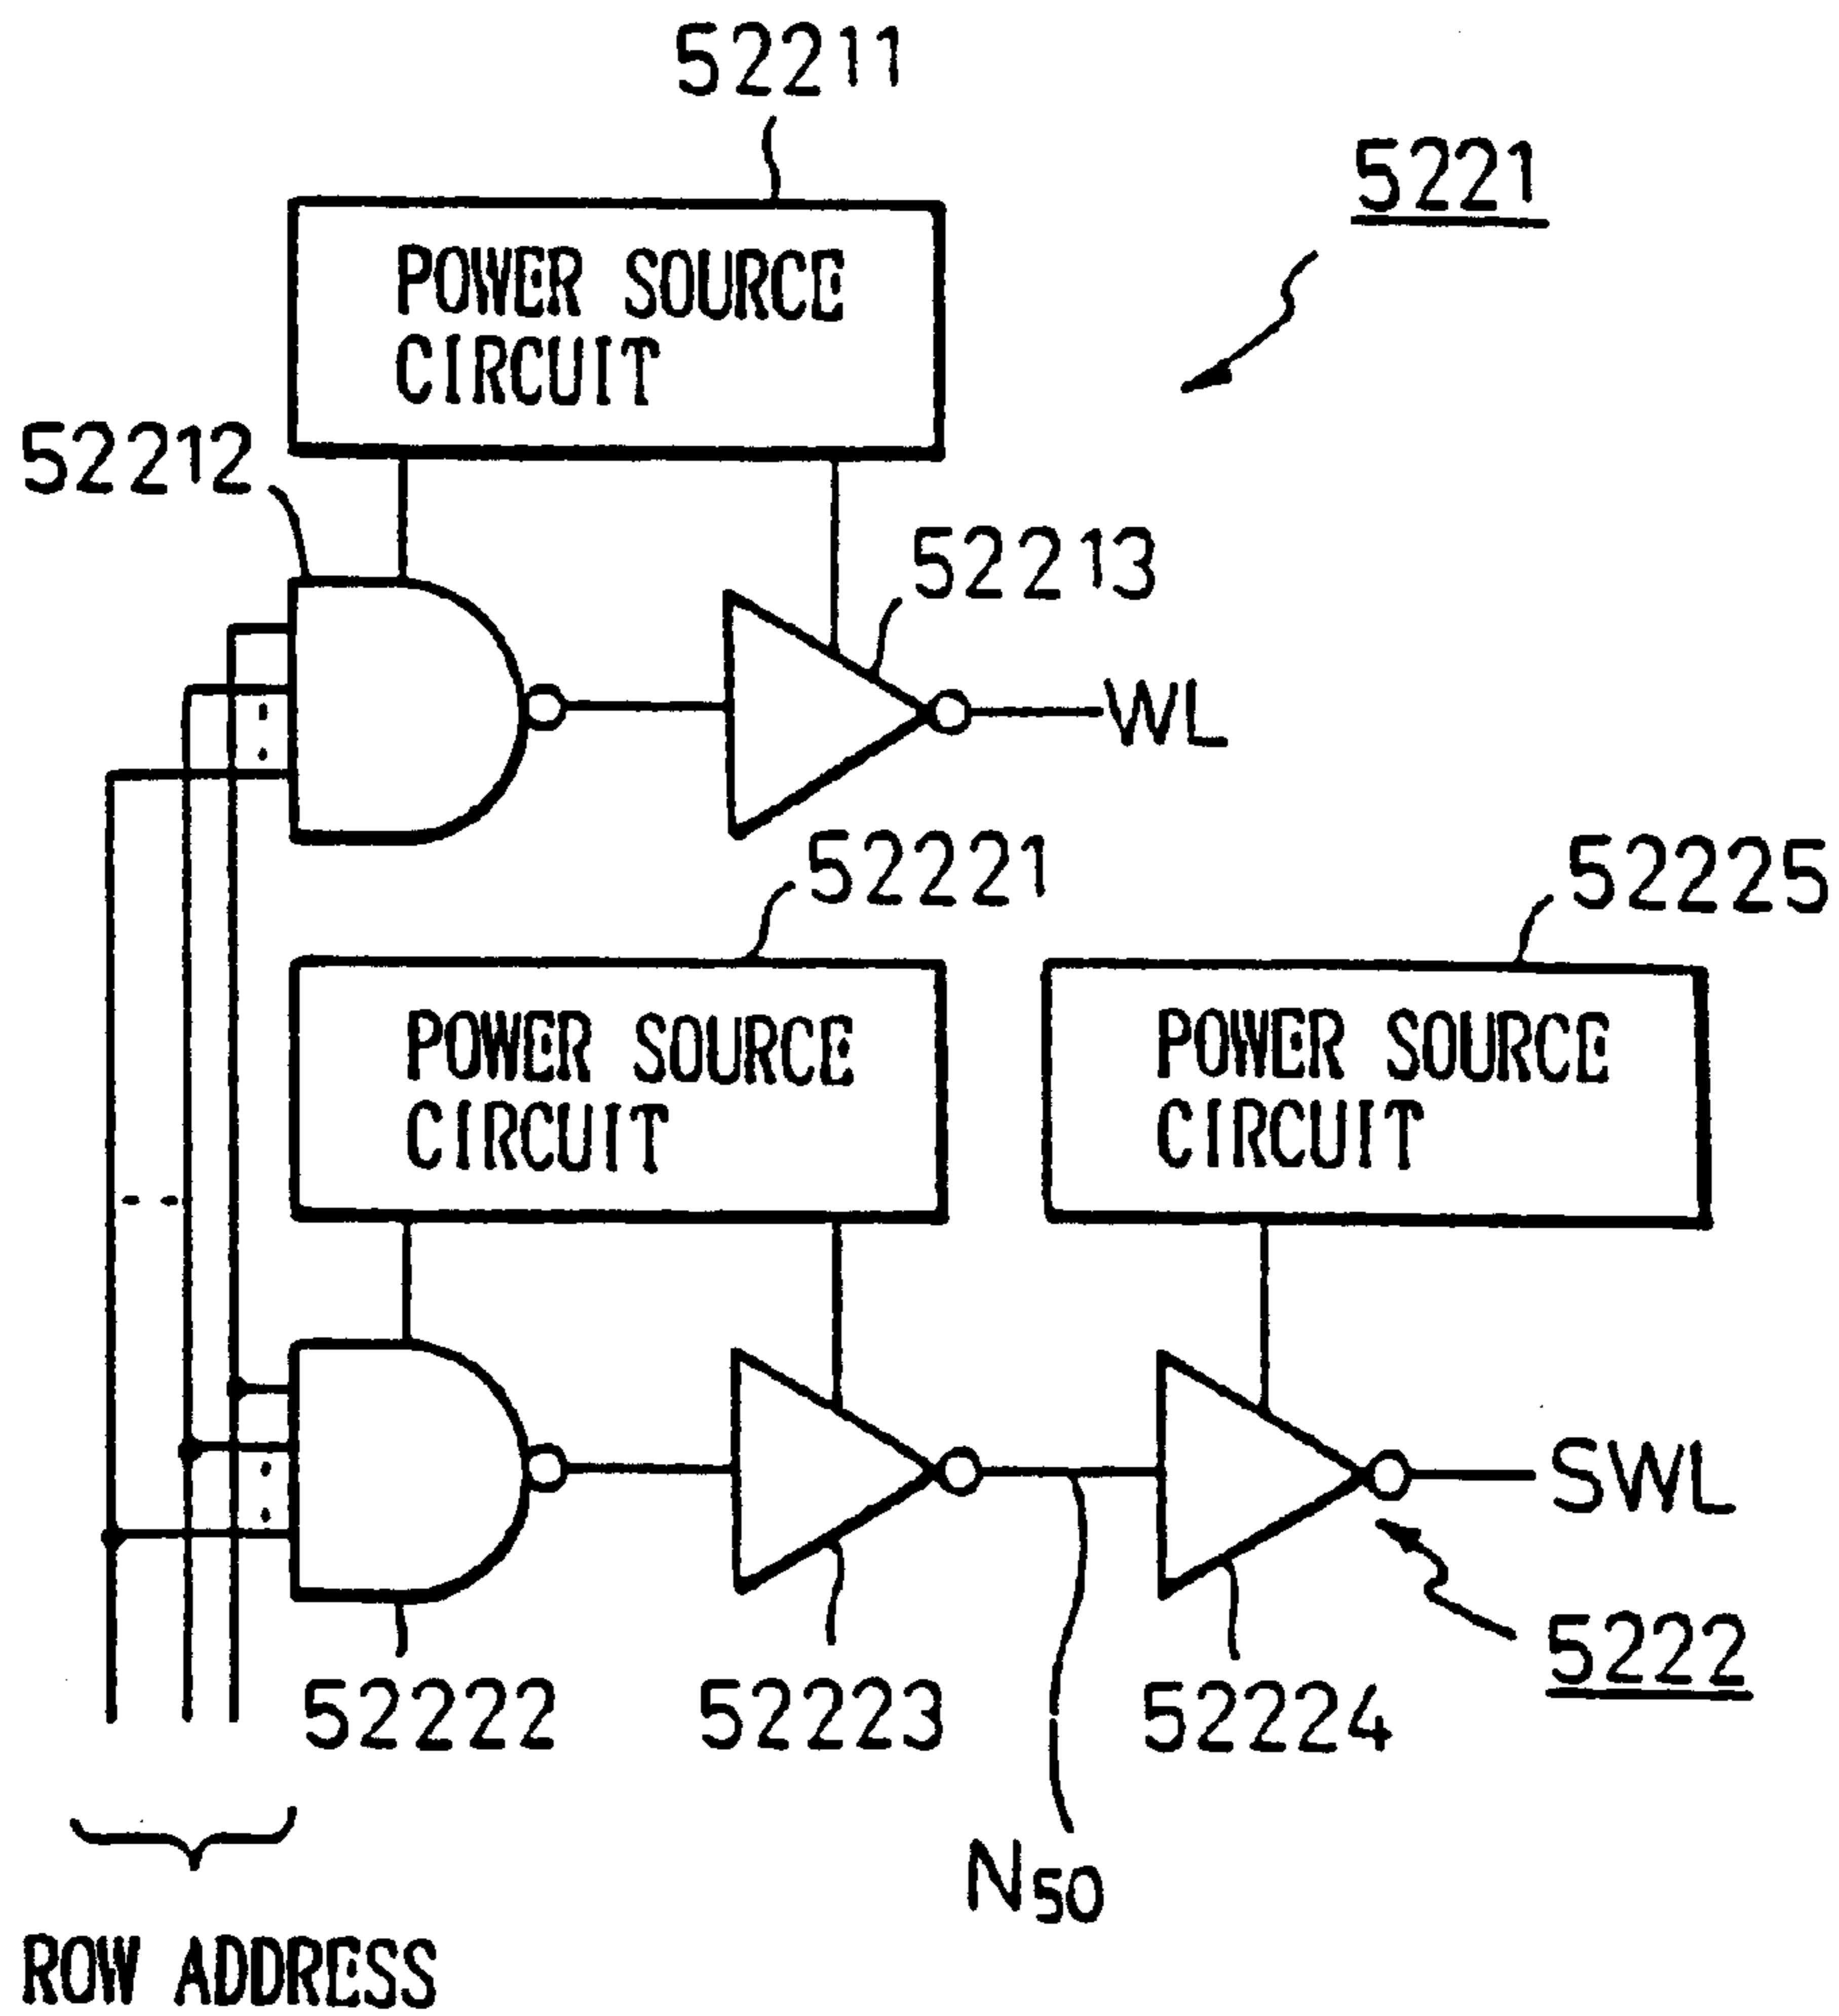 52211
5221
POWER SOURCE
CIRCUIT
52212
52213
WL
52221
52225
POWER SOURCE
CIRCUIT
POWER SOURCE
CIRCUIT
SWL
5222
52222
52223
52224
N50
ROW ADDRESS